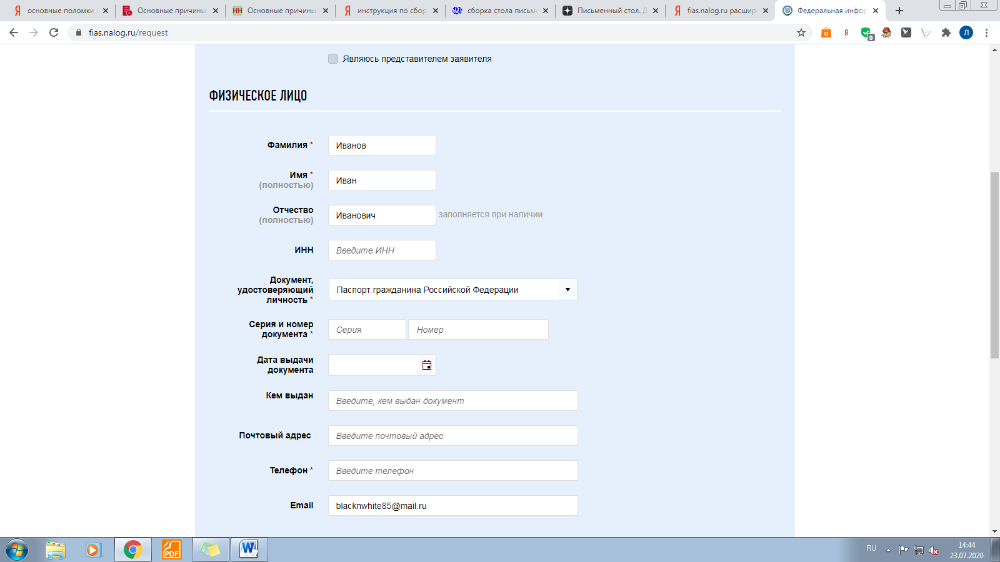 основные поломки
Основные причины
Основные причины
инструкция по сбор
сборка стола письм
Письменный стол. Д
fias.nalog.ru расшир
Федеральная инфор
fias.nalog.ru/request
Являюсь представителем заявителя
ФИЗИЧЕСКОЕ ЛИЦО
Фамилия *
Иванов
Имя *
(полностью)
Иван
Отчество
(полностью)
Иванович
заполняется при наличии
ИНН
Введите ИНН
Документ,
удостоверяющий
личность *
Паспорт гражданина Российской Федерации
Серия и номер
документа *
Серия
Номер
Дата выдачи
документа
Кем выдан
Введите, кем выдан документ
Почтовый адрес
Введите почтовый адрес
Телефон *
Введите телефон
Email
blacknwhite85@mail.ru
PDF
RU
14:44
23.07.2020